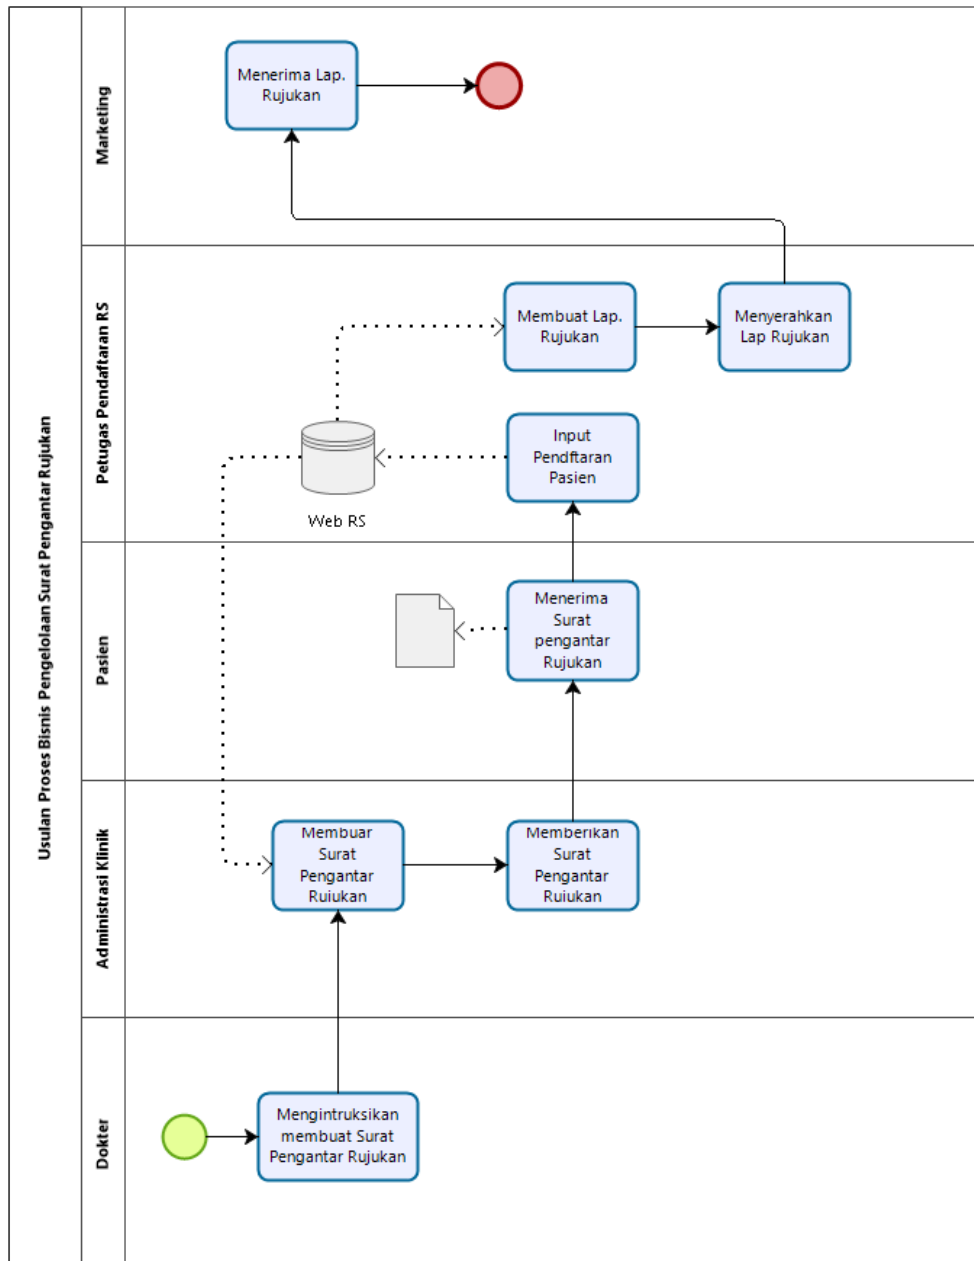 Usulan Proses Bisnis Pengelolaan Surat Pengantar Rujukan
Marketing
Menerima Lap.
Rujukan
Petugas Pendaftaran RS
Membuat Lap.
Rujukan
Menyerahkan
Lap Rujukan
Input
Pendftaran
Pasien
Web RS
Pasien
Menerima
Surat
pengantar
Rujukan
Administrasi Klinik
Membuar
Surat
Pengantar
Rujukan
Memberikan
Surat
Pengantar
Rujukan
Dokter
Mengintruksikan
membuat Surat
Pengantar Rujukan